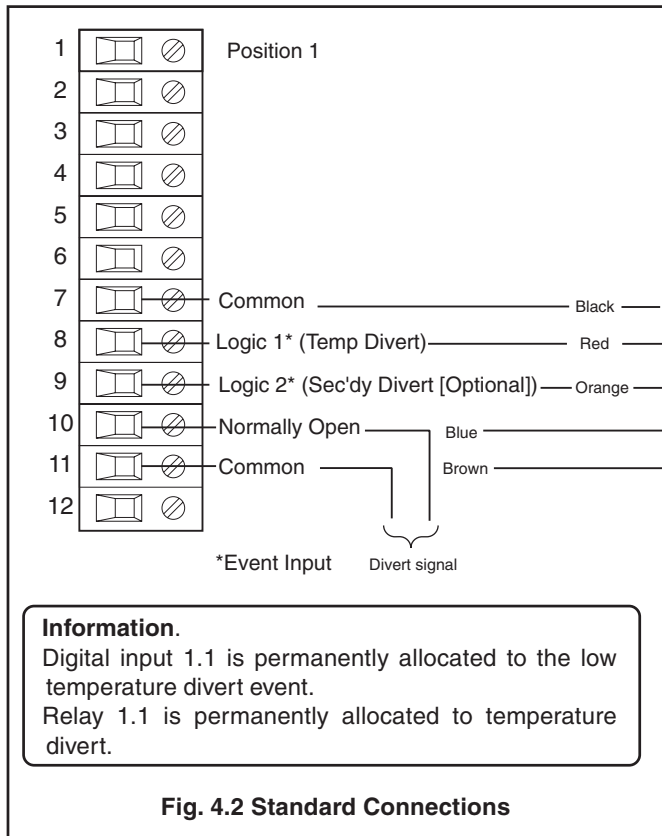 1 Position 1
2
3
4
5
6
7 Common Black
8 Logic 1* (Temp Divert) Red
9 Logic 2* (Sec'dy Divert [Optional]) Orange
10 Normally Open Blue
11 Common Brown
12
*Event Input Divert signal
Information.
Digital input 1.1 is permanently allocated to the low
temperature divert event.
Relay 1.1 is permanently allocated to temperature
divert.
Fig. 4.2 Standard Connections